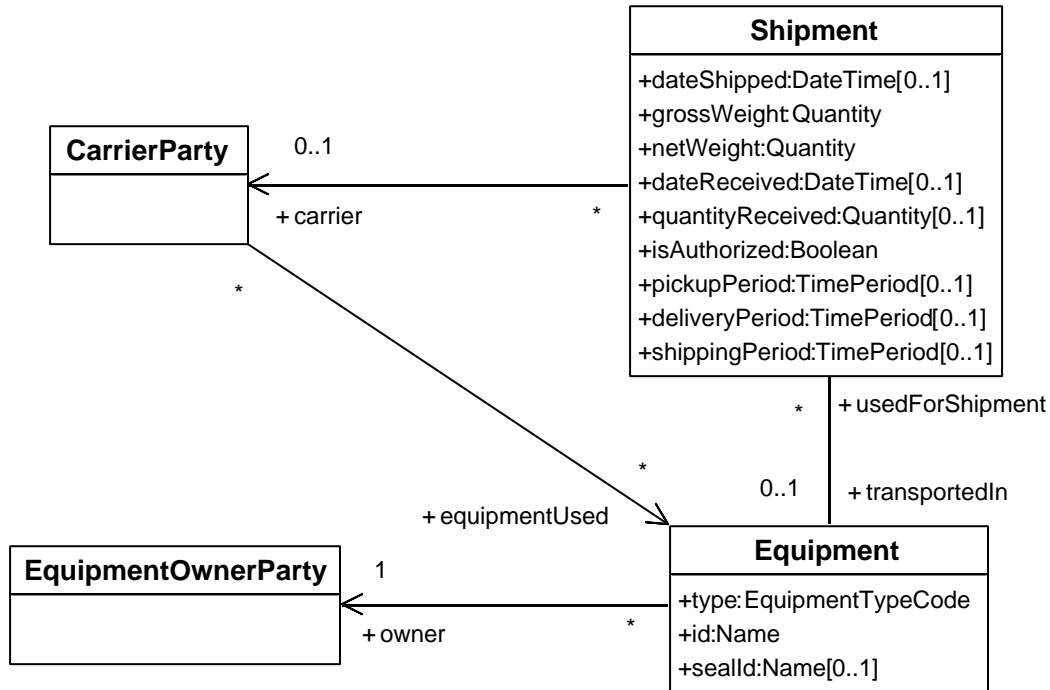 Shipment
+dateShipped:DateTime[0..1]
+grossWeight:Quantity
+netWeight:Quantity
+dateReceived:DateTime[0..1]
+quantityReceived:Quantity[0..1]
+isAuthorized:Boolean
+pickupPeriod:TimePeriod[0..1]
+deliveryPeriod:TimePeriod[0..1]
+shippingPeriod:TimePeriod[0..1]
CarrierParty
0..1
+ carrier
*
*
*
+ usedForShipment
*
0..1
+ transportedIn
+ equipmentUsed
EquipmentOwnerParty
1
+ owner
*
Equipment
+type:EquipmentTypeCode
+id:Name
+sealId:Name[0..1]